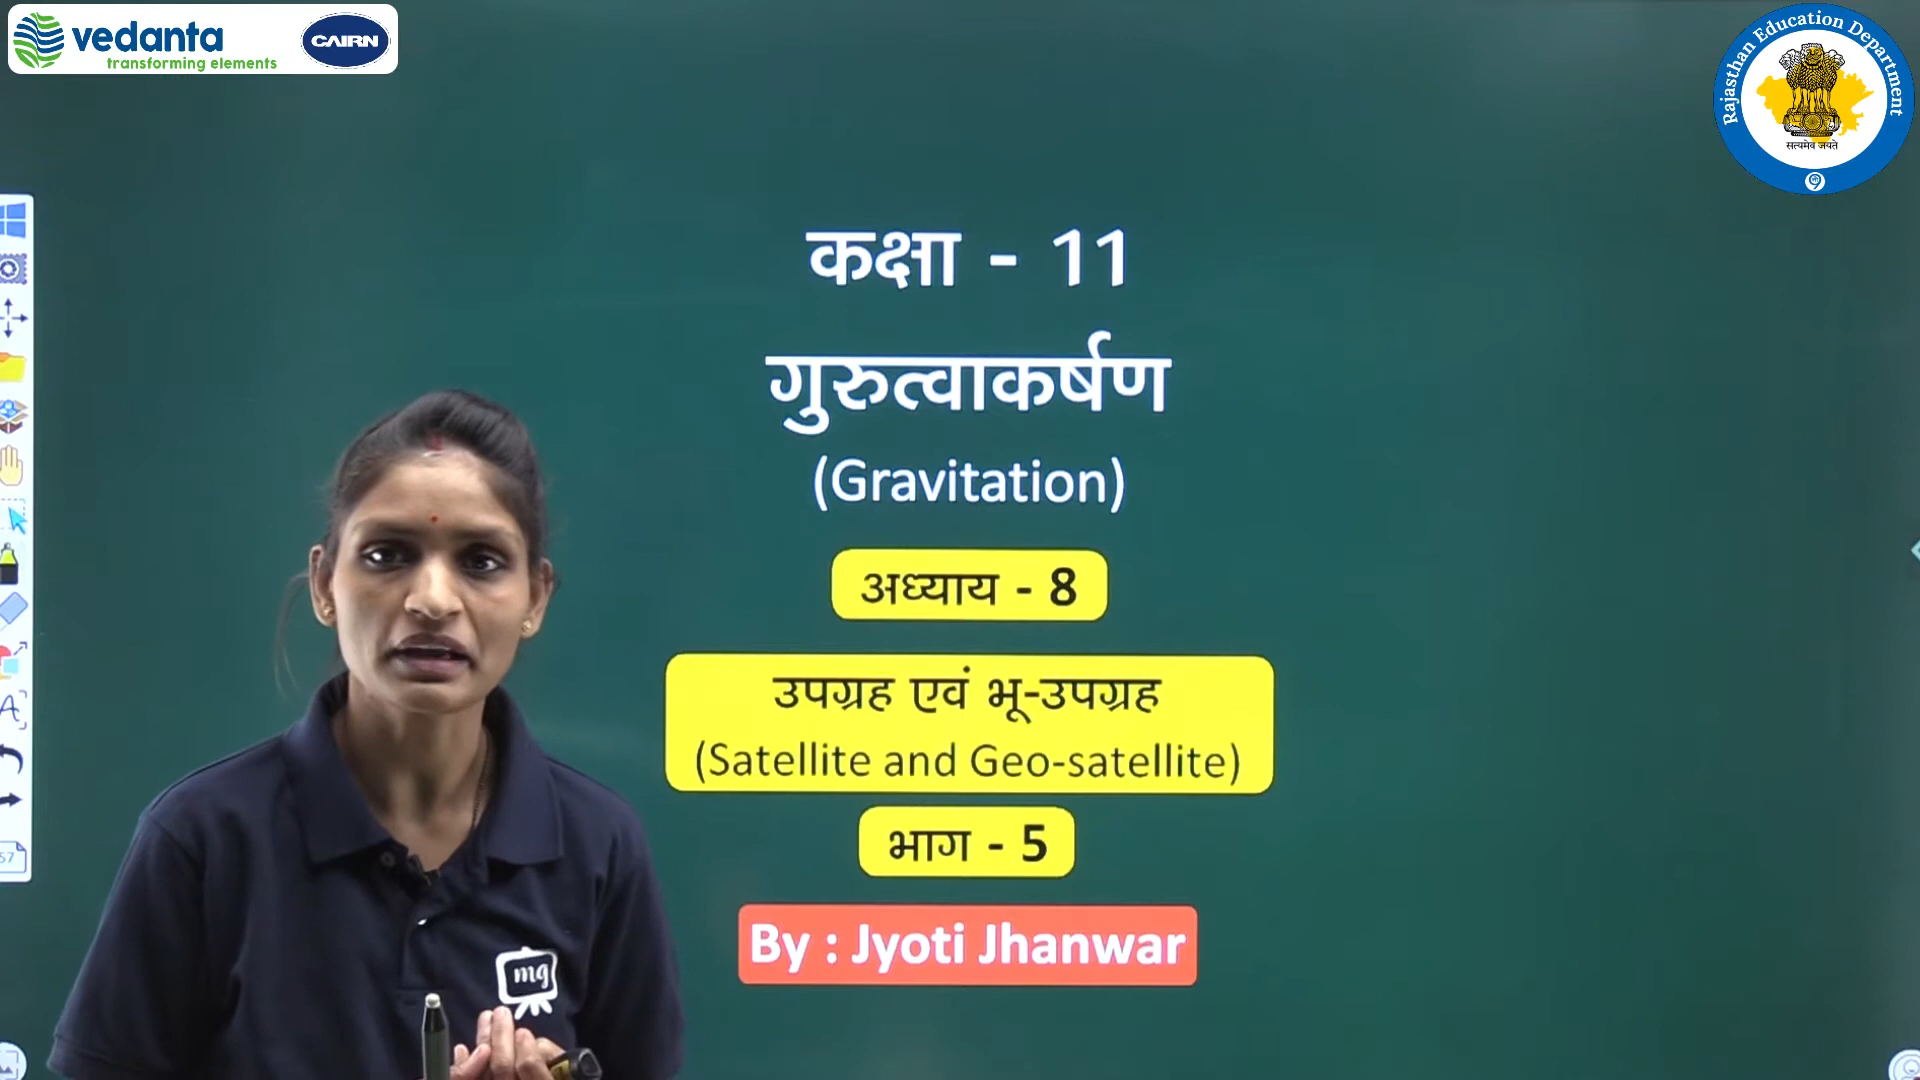 vedanta
transforming elements
CAIRN
Rajasthan Education Department
सत्यमेव जयते
कक्षा - 11
गुरुत्वाकर्षण
(Gravitation)
अध्याय - 8
उपग्रह एवं भू-उपग्रह
(Satellite and Geo-satellite)
भाग - 5
By : Jyoti Jhanwar
mg
57